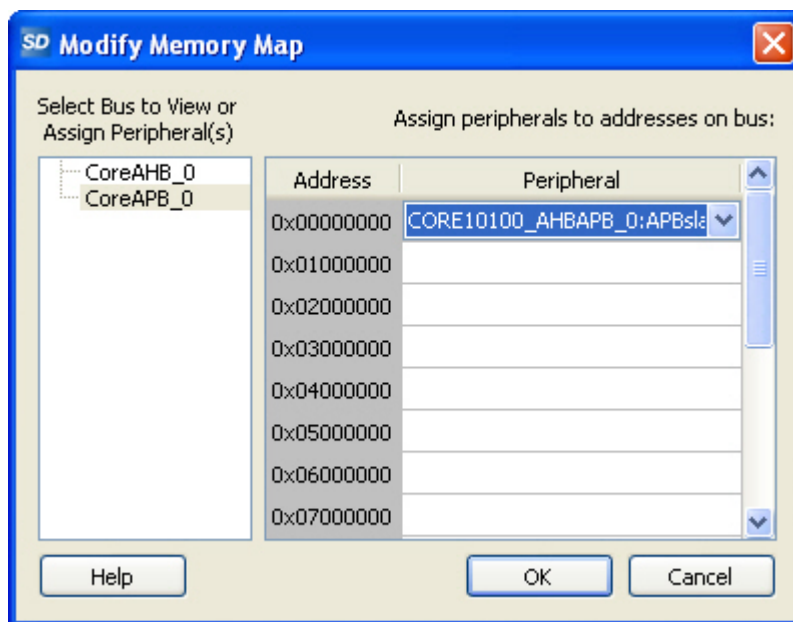 SD Modify Memory Map
Select Bus to View or
Assign Peripheral(s)
Assign peripherals to addresses on bus:
CoreAHB_0
CoreAPB_0
Address Peripheral
0x00000000 CORE10100_AHBAPB_0:APBsla
0x01000000
0x02000000
0x03000000
0x04000000
0x05000000
0x06000000
0x07000000
Help OK Cancel